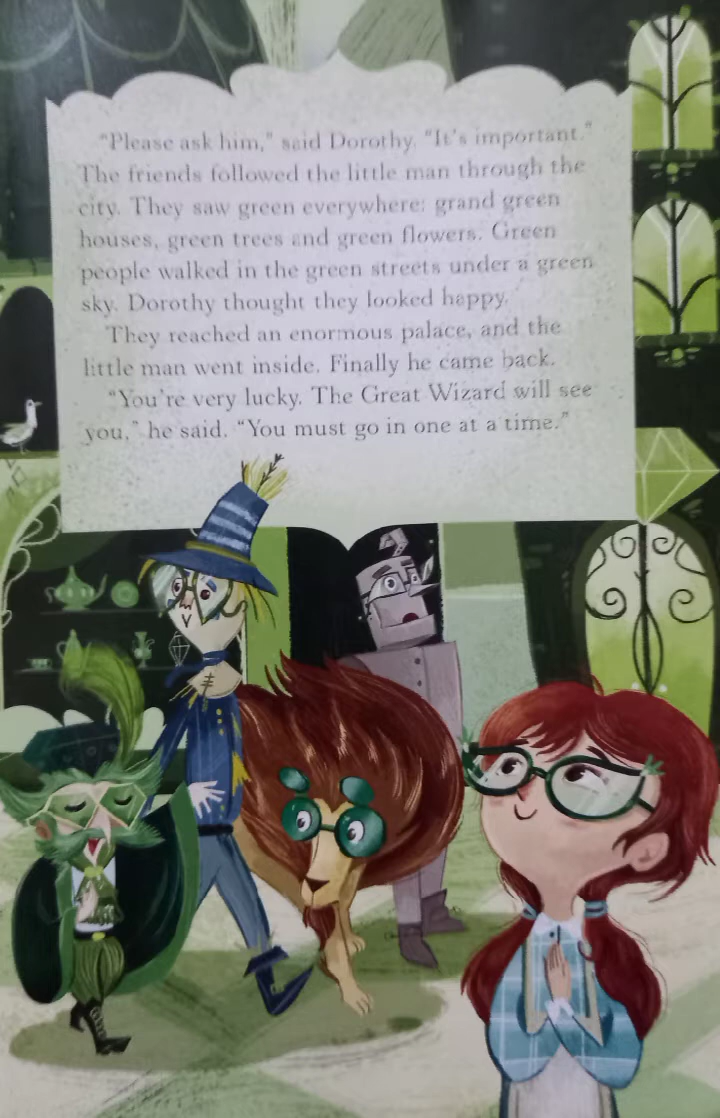 “Please ask him,” said Dorothy. “It’s important.”
The friends followed the little man through the
city. They saw green everywhere: grand green
houses, green trees and green flowers. Green
people walked in the green streets under a green
sky. Dorothy thought they looked happy.
They reached an enormous palace, and the
little man went inside. Finally he came back.
“You’re very lucky. The Great Wizard will see
you,” he said. “You must go in one at a time.”